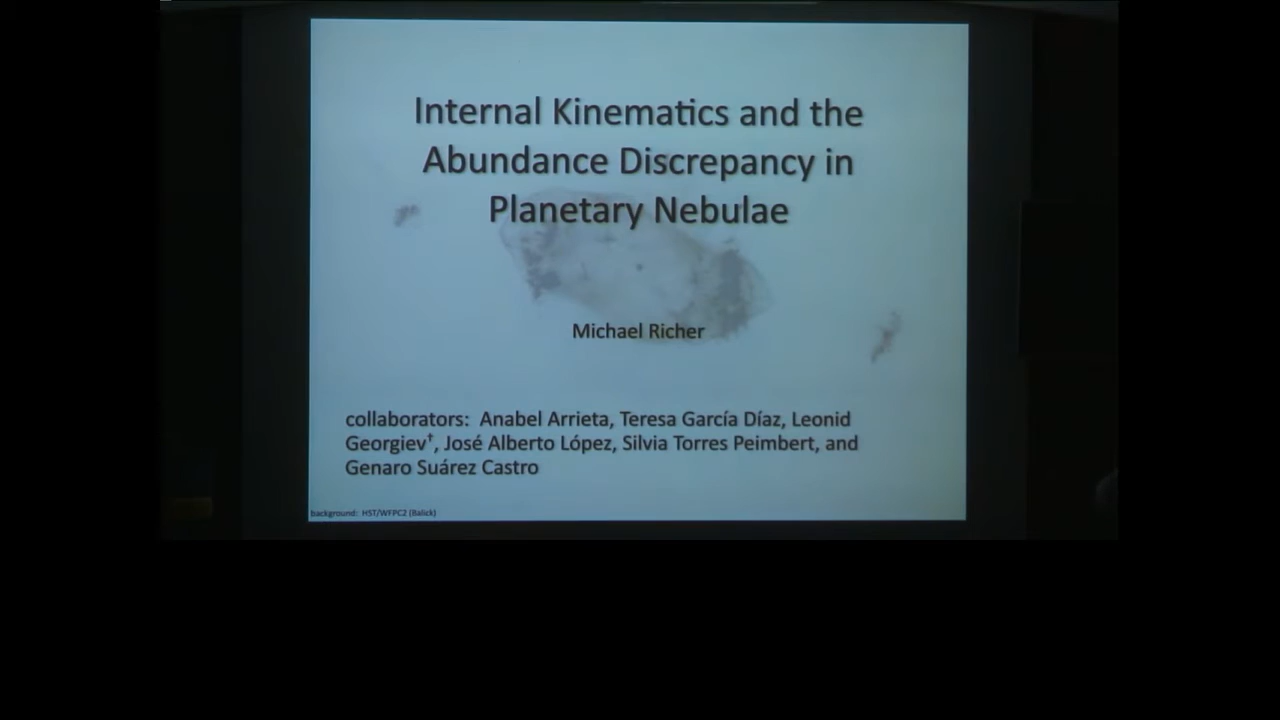 Internal Kinematics and the
Abundance Discrepancy in
Planetary Nebulae
Michael Richer
collaborators: Anabel Arrieta, Teresa García Díaz, Leonid
Georgiev†, José Alberto López, Silvia Torres Peimbert, and
Genaro Suárez Castro
background: HST/WFPC2 (Balick)